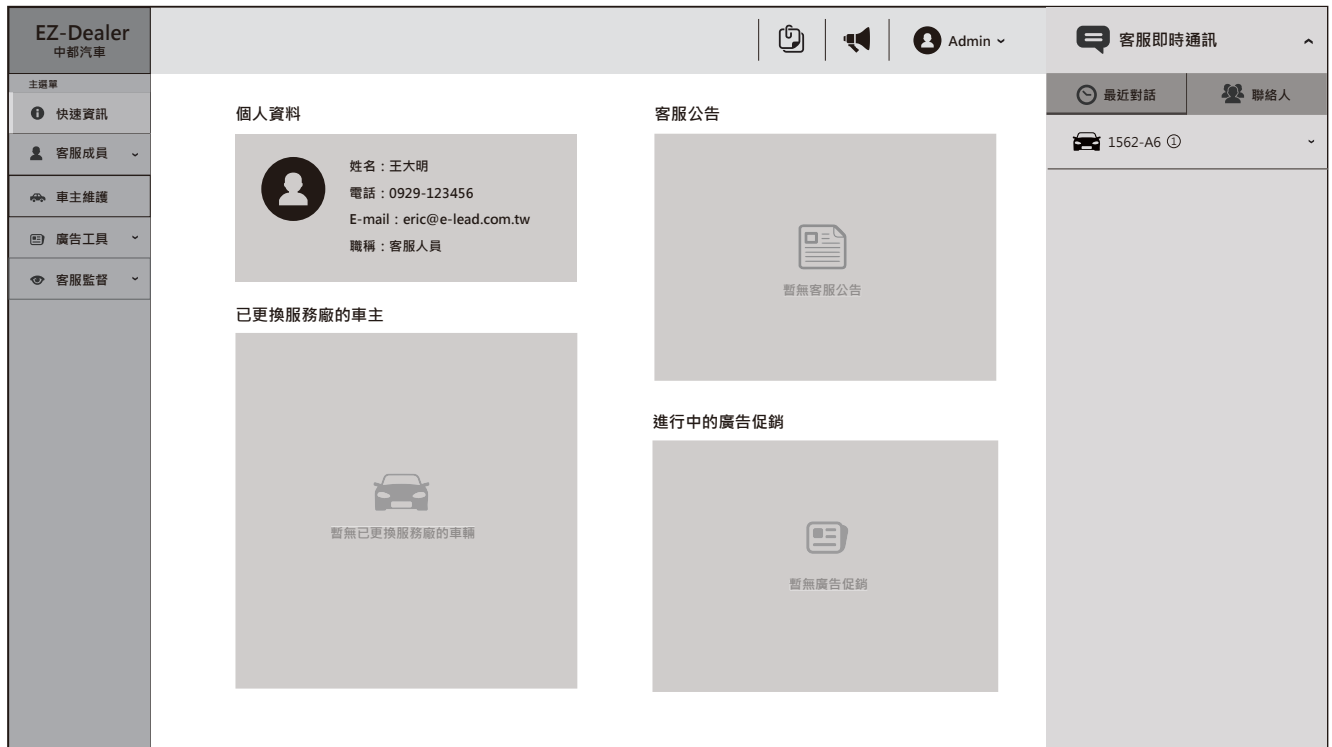 EZ-Dealer
中都汽車
主選單
快速資訊
客服成員
車主維護
廣告工具
客服監督
Admin
個人資料
姓名：王大明
電話：0929-123456
E-mail：eric@e-lead.com.tw
職稱：客服人員
已更換服務廠的車主
暫無已更換服務廠的車輛
客服公告
暫無客服公告
進行中的廣告促銷
暫無廣告促銷
客服即時通訊
最近對話
聯絡人
1562-A6 ①